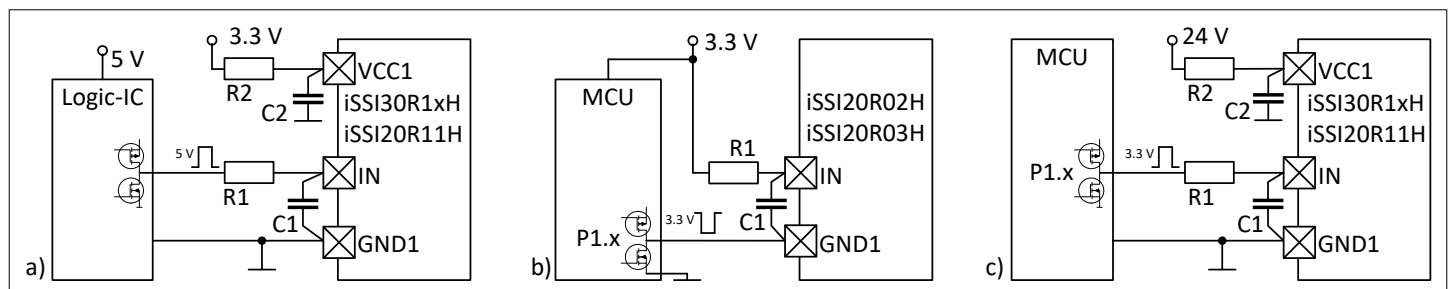 5 V
3.3 V
Logic-IC
VCC1
R2
C2
iSSI30R1xH
iSSI20R11H
5 V
R1
IN
C1
GND1
a)
3.3 V
MCU
iSSI20R02H
iSSI20R03H
R1
IN
C1
P1.x
3.3 V
GND1
b)
24 V
MCU
VCC1
R2
C2
iSSI30R1xH
iSSI20R11H
3.3 V
P1.x
R1
IN
C1
GND1
c)